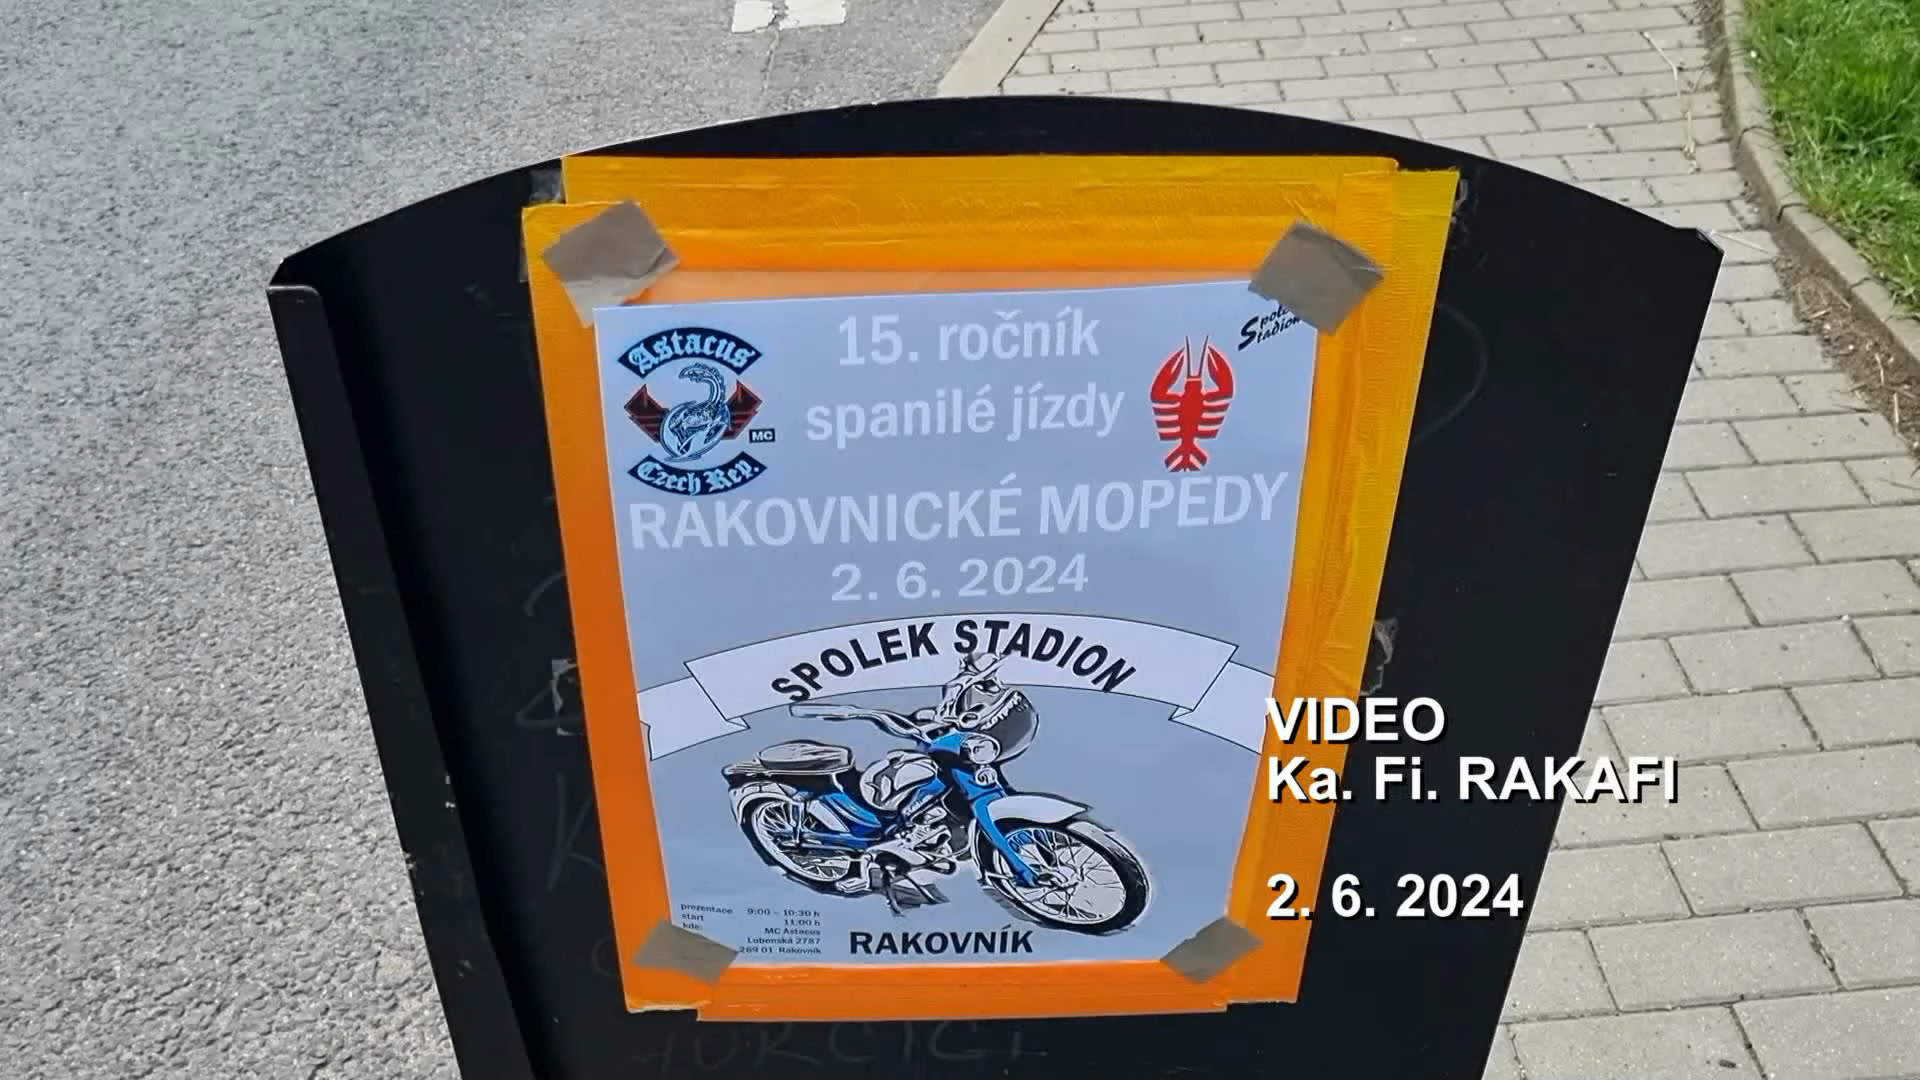 15. ročník
spanilé jízdy
Astacus
MC
Czech Rep.
Spolek
Stadion
RAKOVNICKÉ MOPEDY
2. 6. 2024
SPOLEK STADION
VIDEO
Ka. Fi. RAKAFI
2. 6. 2024
prezentace 9:00 – 10:30 h
start 11:00 h
kde: MC Astacus
Lubenská 2787
269 01 Rakovník
RAKOVNÍK